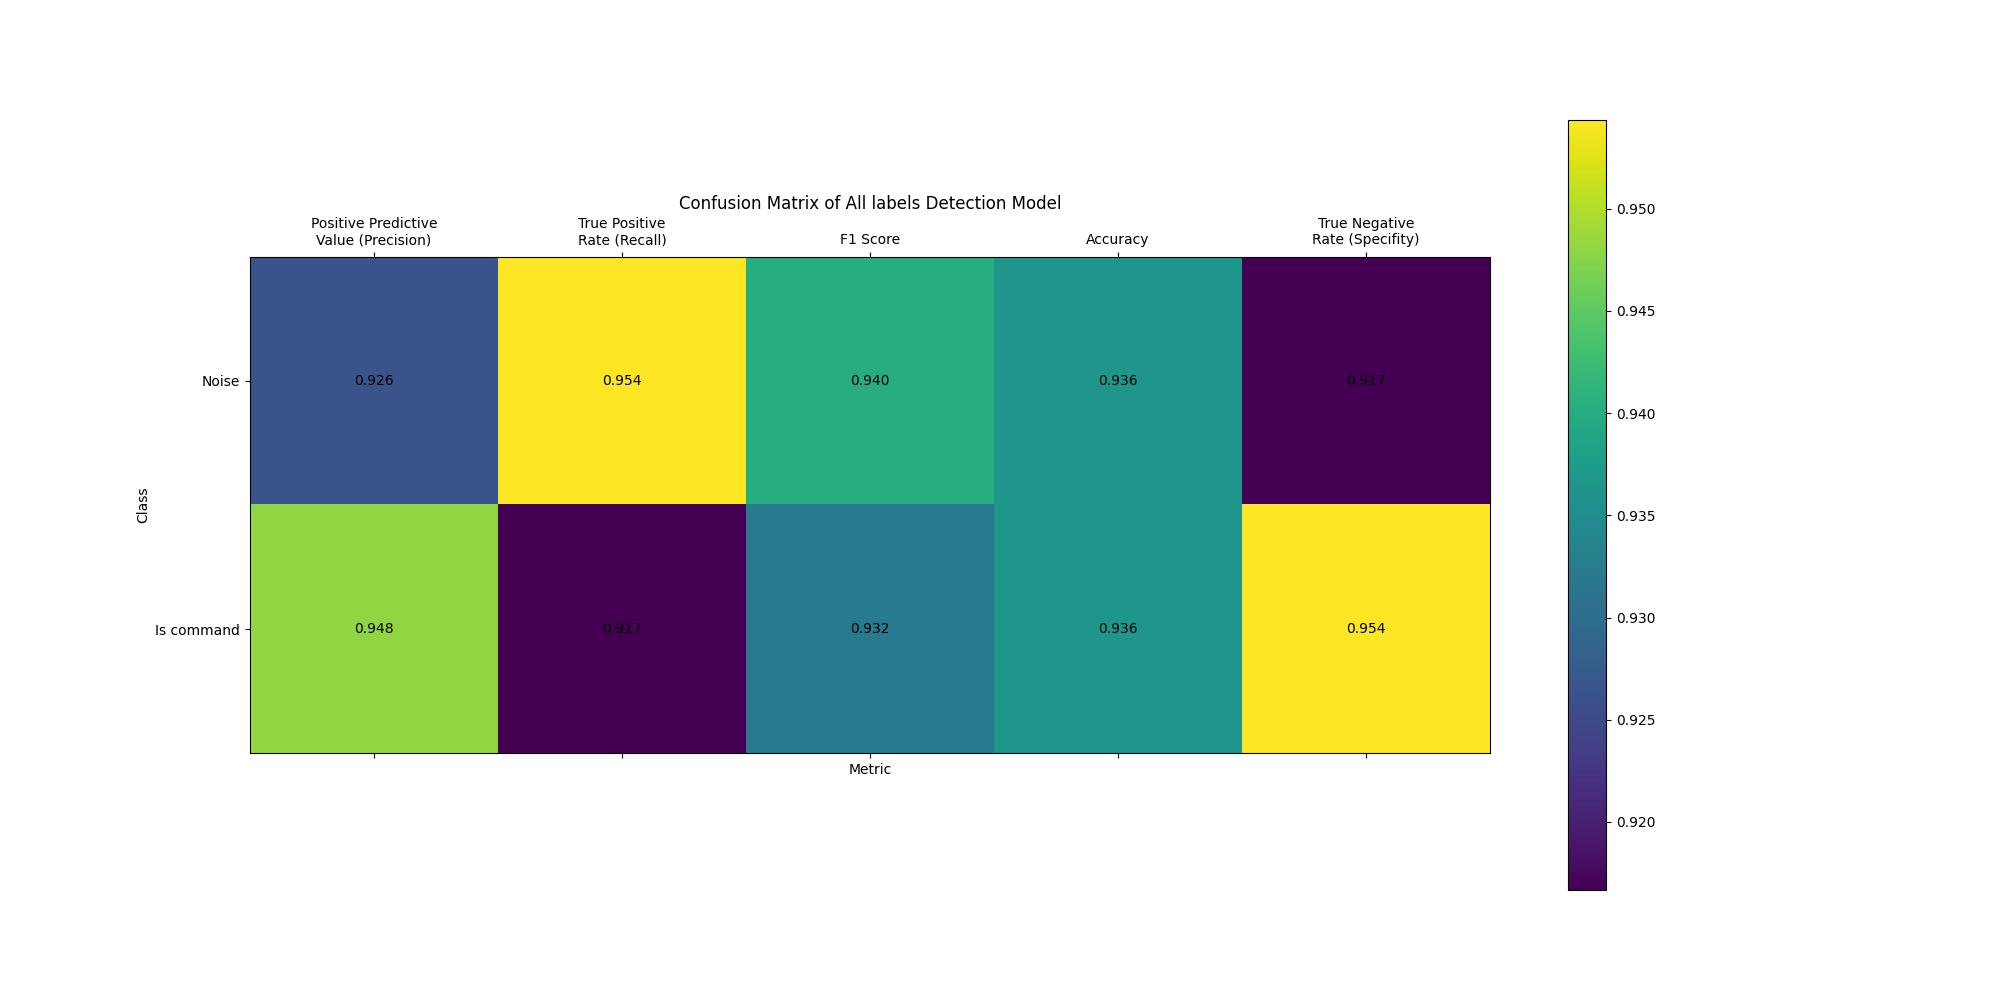 Confusion Matrix of All labels Detection Model
Positive Predictive
Value (Precision)
True Positive
Rate (Recall)
F1 Score
Accuracy
True Negative
Rate (Specifity)
Noise
0.926
0.954
0.940
0.936
0.917
Class
Is command
0.948
0.917
0.932
0.936
0.954
Metric
0.950
0.945
0.940
0.935
0.930
0.925
0.920